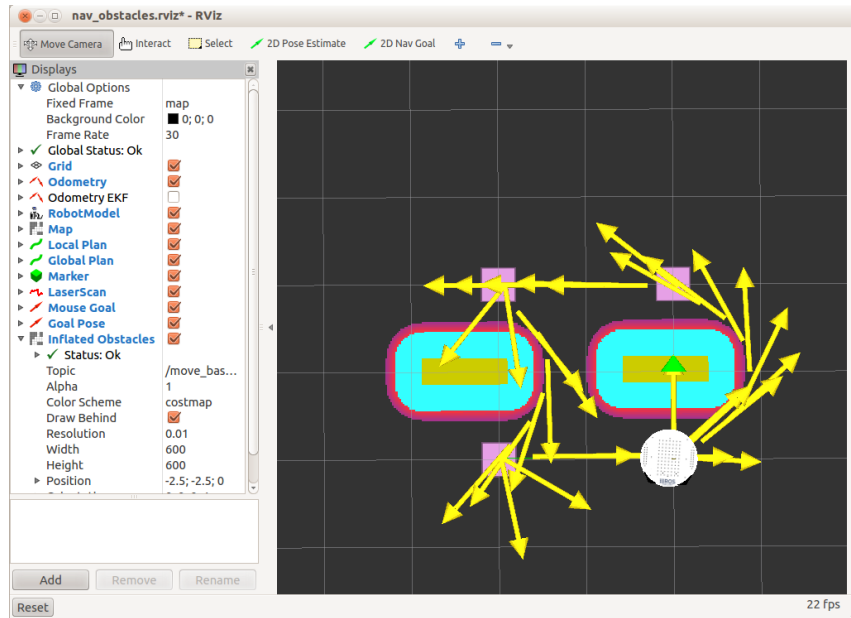 nav_obstacles.rviz* - RViz
Move Camera Interact Select 2D Pose Estimate 2D Nav Goal
Displays
Global Options
Fixed Frame map
Background Color 0; 0; 0
Frame Rate 30
Global Status: Ok
Grid
Odometry
Odometry EKF
RobotModel
Map
Local Plan
Global Plan
Marker
LaserScan
Mouse Goal
Goal Pose
Inflated Obstacles
Status: Ok
Topic /move_bas...
Alpha 1
Color Scheme costmap
Draw Behind
Resolution 0.01
Width 600
Height 600
Position -2.5; -2.5; 0
Add Remove Rename
Reset 22 fps